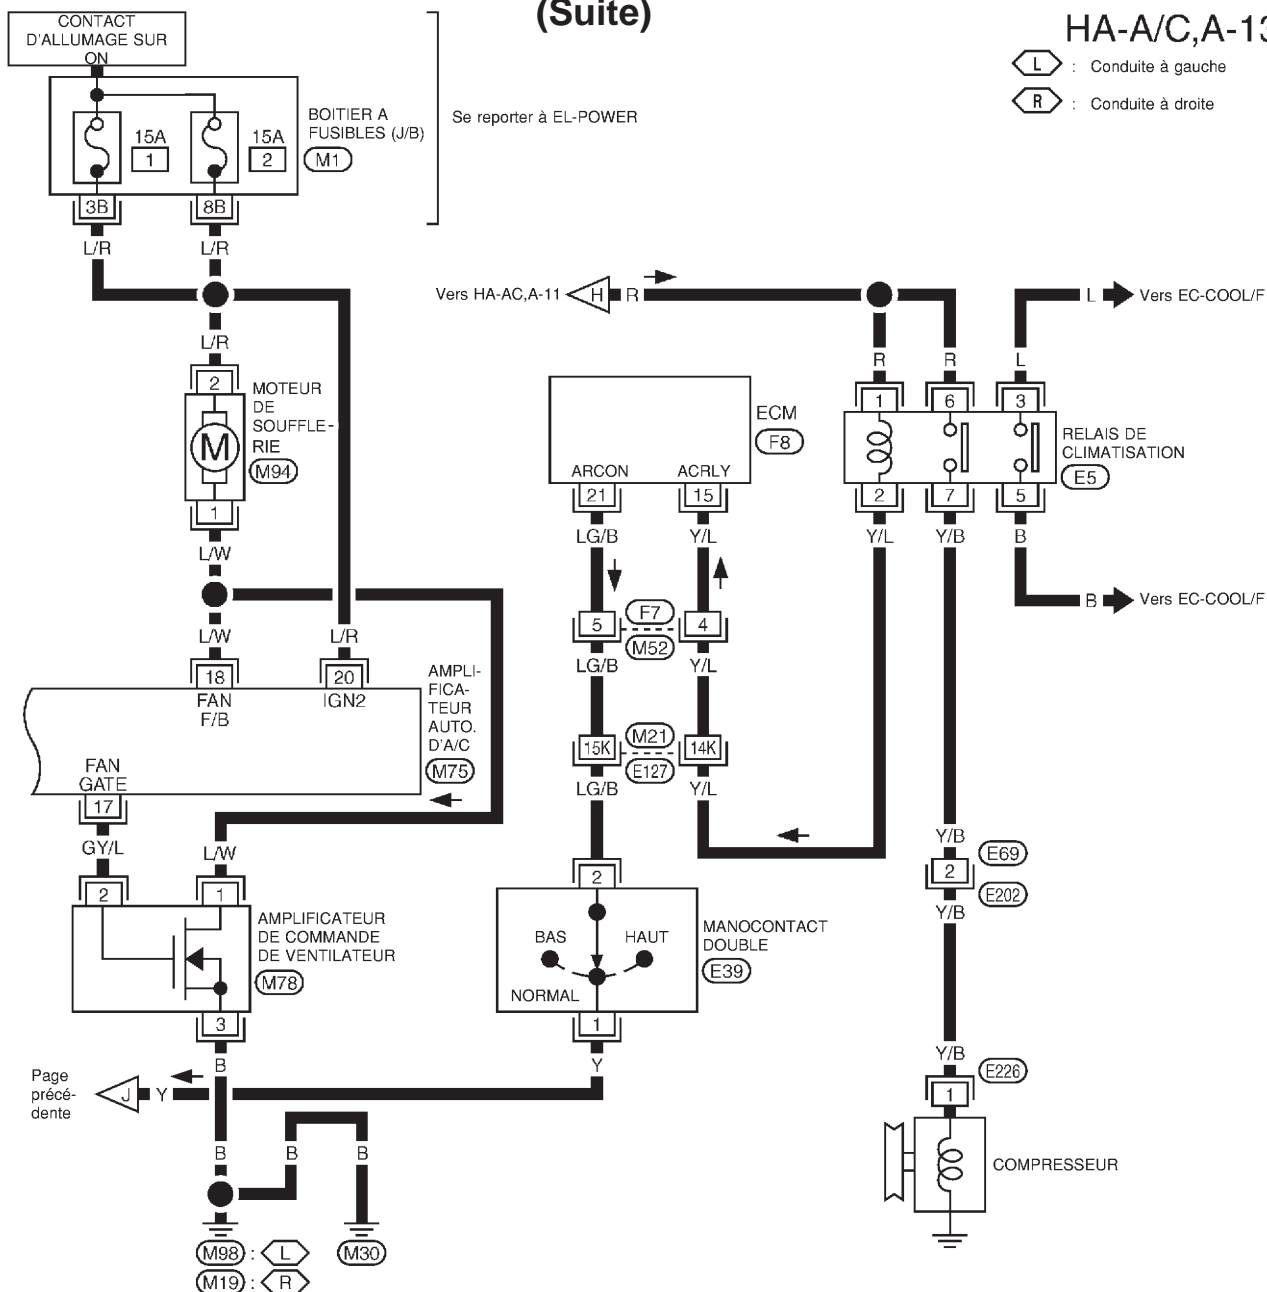 (Suite)
HA-A/C,A-13
L : Conduite à gauche
R : Conduite à droite
CONTACT
D'ALLUMAGE SUR
ON
BOITIER A
FUSIBLES (J/B)
M1
15A
1
15A
2
Se reporter à EL-POWER
3B
8B
L/R
L/R
Vers HA-AC,A-11
H
R
L
Vers EC-COOL/F
L/R
R
R
L
2
MOTEUR
DE
SOUFFLE-
RIE
M94
M
1
L/W
ECM
F8
ARCON
ACRLY
21
15
LG/B
Y/L
1
6
3
RELAIS DE
CLIMATISATION
E5
2
7
5
Y/L
Y/B
B
B
Vers EC-COOL/F
5
F7
4
M52
LG/B
Y/L
L/W
L/R
18
20
FAN
F/B
IGN2
AMPLI-
FICA-
TEUR
AUTO.
D'A/C
M75
15K
M21
14K
E127
LG/B
Y/L
FAN
GATE
17
GY/L
L/W
Y/B
2
E69
E202
Y/B
2
1
AMPLIFICATEUR
DE COMMANDE
DE VENTILATEUR
M78
3
2
BAS
HAUT
NORMAL
MANOCONTACT
DOUBLE
E39
1
B
Y
Y/B
E226
1
COMPRESSEUR
Page
précé-
dente
J
Y
B
B
B
M98 : L
M30
M19 : R